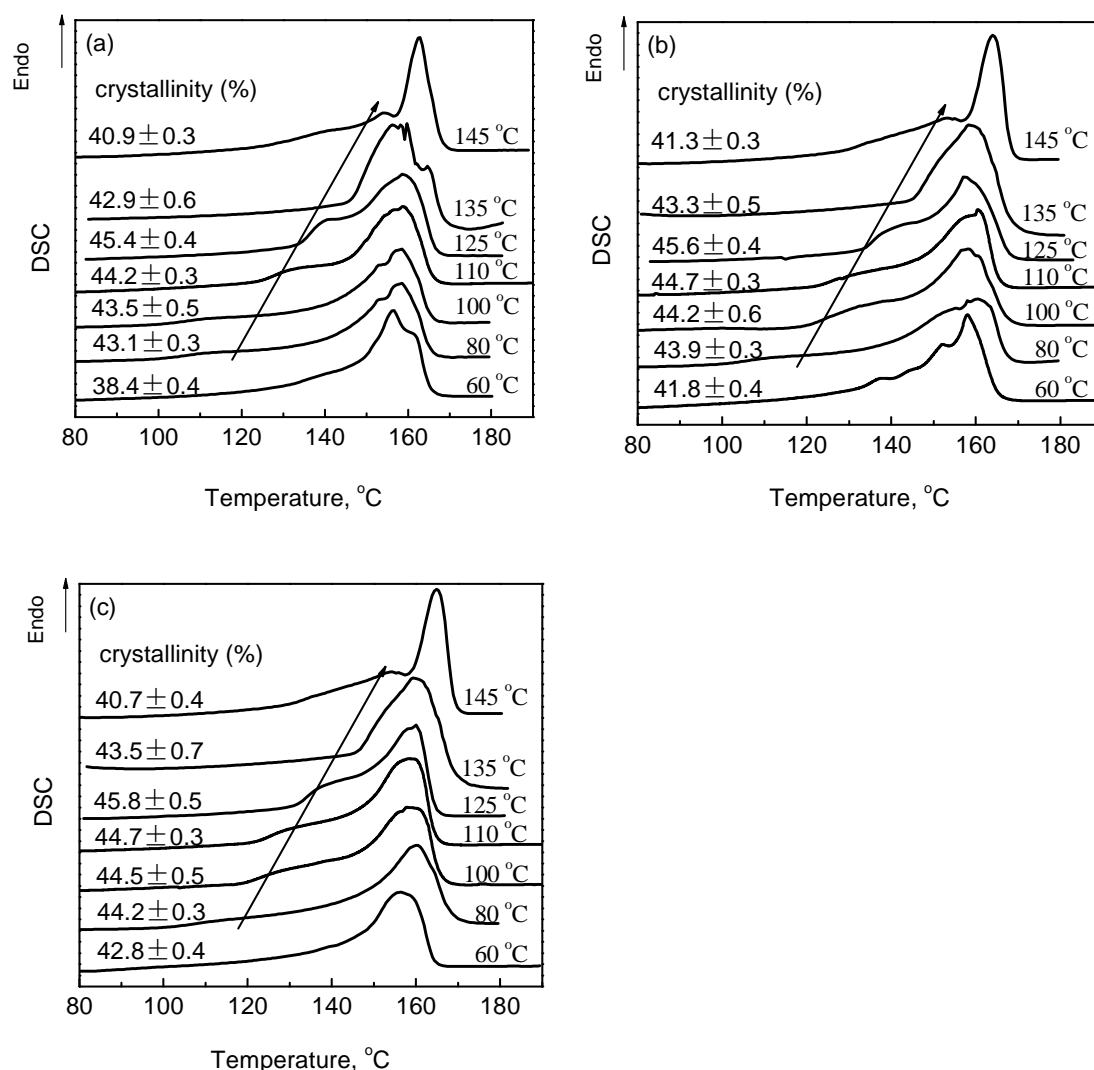 (a)
Endo
crystallinity (%)
40.9±0.3
145 °C
42.9±0.6
135 °C
45.4±0.4
125 °C
44.2±0.3
110 °C
43.5±0.5
100 °C
43.1±0.3
80 °C
38.4±0.4
60 °C
DSC
80 100 120 140 160 180
Temperature, °C
(b)
Endo
crystallinity (%)
41.3±0.3
145 °C
43.3±0.5
135 °C
45.6±0.4
125 °C
44.7±0.3
110 °C
44.2±0.6
100 °C
43.9±0.3
80 °C
41.8±0.4
60 °C
DSC
80 100 120 140 160 180
Temperature, °C
(c)
Endo
crystallinity (%)
40.7±0.4
145 °C
43.5±0.7
135 °C
45.8±0.5
125 °C
44.7±0.3
110 °C
44.5±0.5
100 °C
44.2±0.3
80 °C
42.8±0.4
60 °C
DSC
80 100 120 140 160 180
Temperature, °C